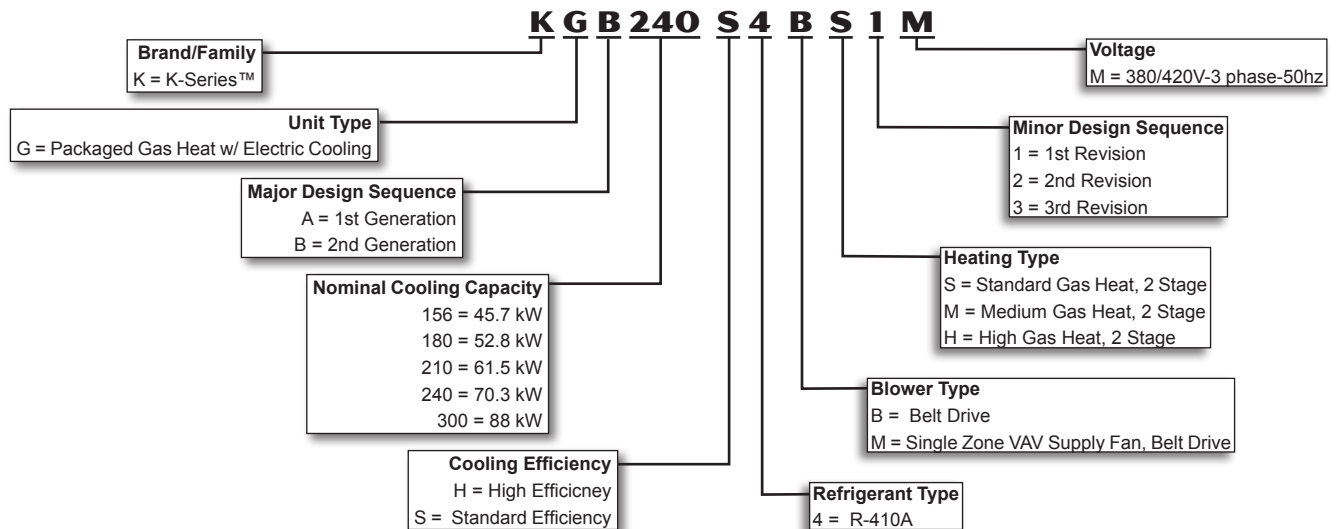 K G B 240 S 4 B S 1 M
Brand/Family
K = K-Series™
Unit Type
G = Packaged Gas Heat w/ Electric Cooling
Major Design Sequence
A = 1st Generation
B = 2nd Generation
Nominal Cooling Capacity
156 = 45.7 kW
180 = 52.8 kW
210 = 61.5 kW
240 = 70.3 kW
300 = 88 kW
Cooling Efficiency
H = High Efficicney
S = Standard Efficiency
Voltage
M = 380/420V-3 phase-50hz
Minor Design Sequence
1 = 1st Revision
2 = 2nd Revision
3 = 3rd Revision
Heating Type
S = Standard Gas Heat, 2 Stage
M = Medium Gas Heat, 2 Stage
H = High Gas Heat, 2 Stage
Blower Type
B = Belt Drive
M = Single Zone VAV Supply Fan, Belt Drive
Refrigerant Type
4 = R-410A